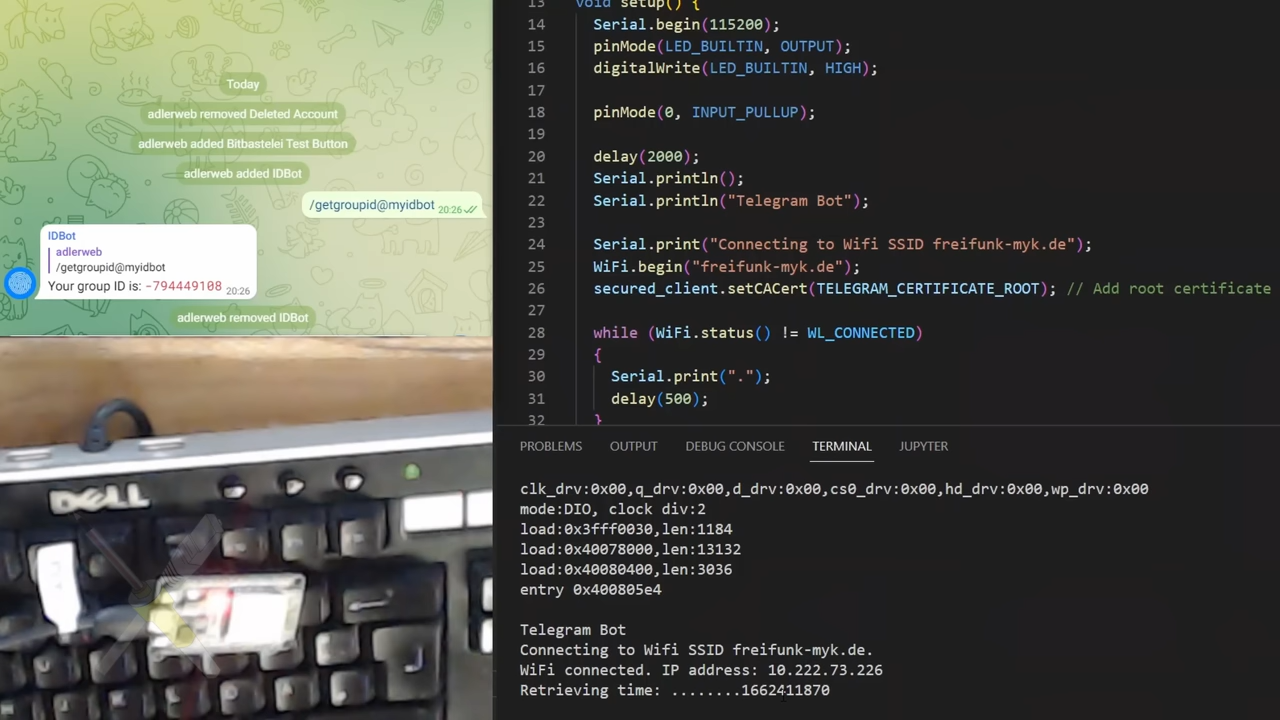 Today
adlerweb removed Deleted Account
adlerweb added Bitbastelei Test Button
adlerweb added IDBot
/getgroupid@myidbot 20:26
IDBot
adlerweb
/getgroupid@myidbot
Your group ID is: -794449108 20:26
adlerweb removed IDBot
DELL
13 void setup() {
14 Serial.begin(115200);
15 pinMode(LED_BUILTIN, OUTPUT);
16 digitalWrite(LED_BUILTIN, HIGH);
17
18 pinMode(0, INPUT_PULLUP);
19
20 delay(2000);
21 Serial.println();
22 Serial.println("Telegram Bot");
23
24 Serial.print("Connecting to Wifi SSID freifunk-myk.de");
25 WiFi.begin("freifunk-myk.de");
26 secured_client.setCACert(TELEGRAM_CERTIFICATE_ROOT); // Add root certificate
27
28 while (WiFi.status() != WL_CONNECTED)
29 {
30 Serial.print(".");
31 delay(500);
32 }
PROBLEMS OUTPUT DEBUG CONSOLE TERMINAL JUPYTER
clk_drv:0x00,q_drv:0x00,d_drv:0x00,cs0_drv:0x00,hd_drv:0x00,wp_drv:0x00
mode:DIO, clock div:2
load:0x3fff0030,len:1184
load:0x40078000,len:13132
load:0x40080400,len:3036
entry 0x400805e4
Telegram Bot
Connecting to Wifi SSID freifunk-myk.de.
WiFi connected. IP address: 10.222.73.226
Retrieving time: ........1662411870